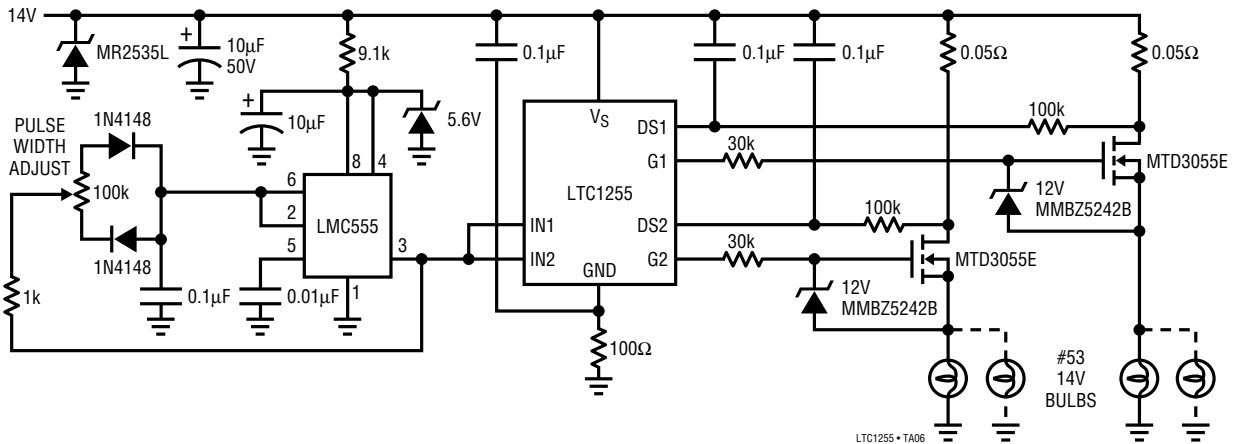 14V
MR2535L
+
10µF
50V
9.1k
0.1µF
0.1µF
0.1µF
0.05Ω
0.05Ω
+
10µF
5.6V
PULSE
WIDTH
ADJUST
1N4148
100k
1N4148
1k
0.1µF
0.01µF
8
4
6
2
5
3
1
LMC555
VS
DS1
G1
LTC1255
IN1
DS2
IN2
G2
GND
100Ω
100k
30k
MTD3055E
12V
MMBZ5242B
100k
30k
MTD3055E
12V
MMBZ5242B
#53
14V
BULBS
LTC1255 • TA06